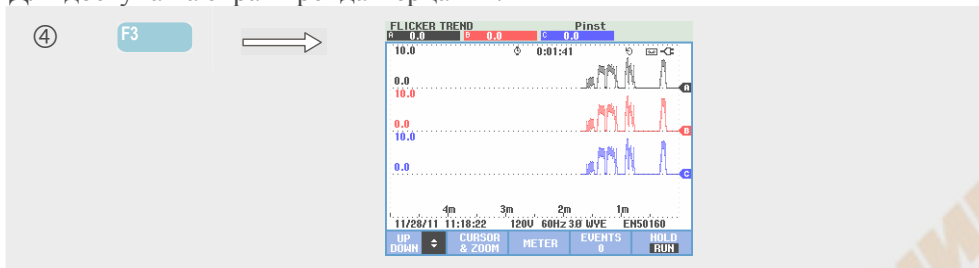 ④ F3
FLICKER TREND Pinst
A 0.0 B 0.0 C 0.0
10.0 0:01:41
0.0
A
10.0
0.0
B
10.0
0.0
C
4m 3m 2m 1m
11/28/11 11:18:22 120V 60Hz 3Ø WYE EN50160
UP DOWN CURSOR & ZOOM METER EVENTS 0 HOLD RUN